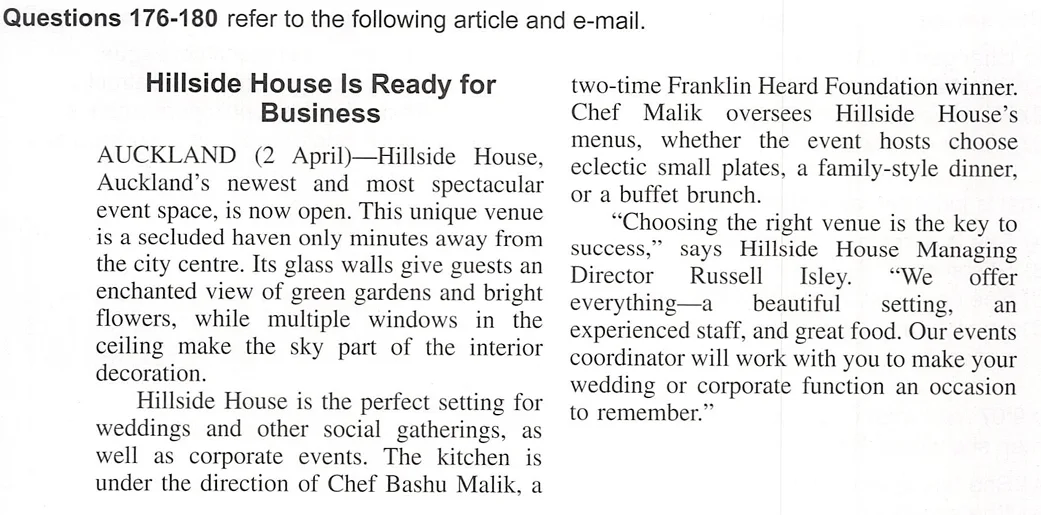 Questions 176-180 refer to the following article and e-mail.
Hillside House Is Ready for
Business
AUCKLAND (2 April)—Hillside House,
Auckland's newest and most spectacular
event space, is now open. This unique venue
is a secluded haven only minutes away from
the city centre. Its glass walls give guests an
enchanted view of green gardens and bright
flowers, while multiple windows in the
ceiling make the sky part of the interior
decoration.
Hillside House is the perfect setting for
weddings and other social gatherings, as
well as corporate events. The kitchen is
under the direction of Chef Bashu Malik, a
two-time Franklin Heard Foundation winner.
Chef Malik oversees Hillside House's
menus, whether the event hosts choose
eclectic small plates, a family-style dinner,
or a buffet brunch.
"Choosing the right venue is the key to
success," says Hillside House Managing
Director Russell Isley. "We offer
everything—a beautiful setting, an
experienced staff, and great food. Our events
coordinator will work with you to make your
wedding or corporate function an occasion
to remember."